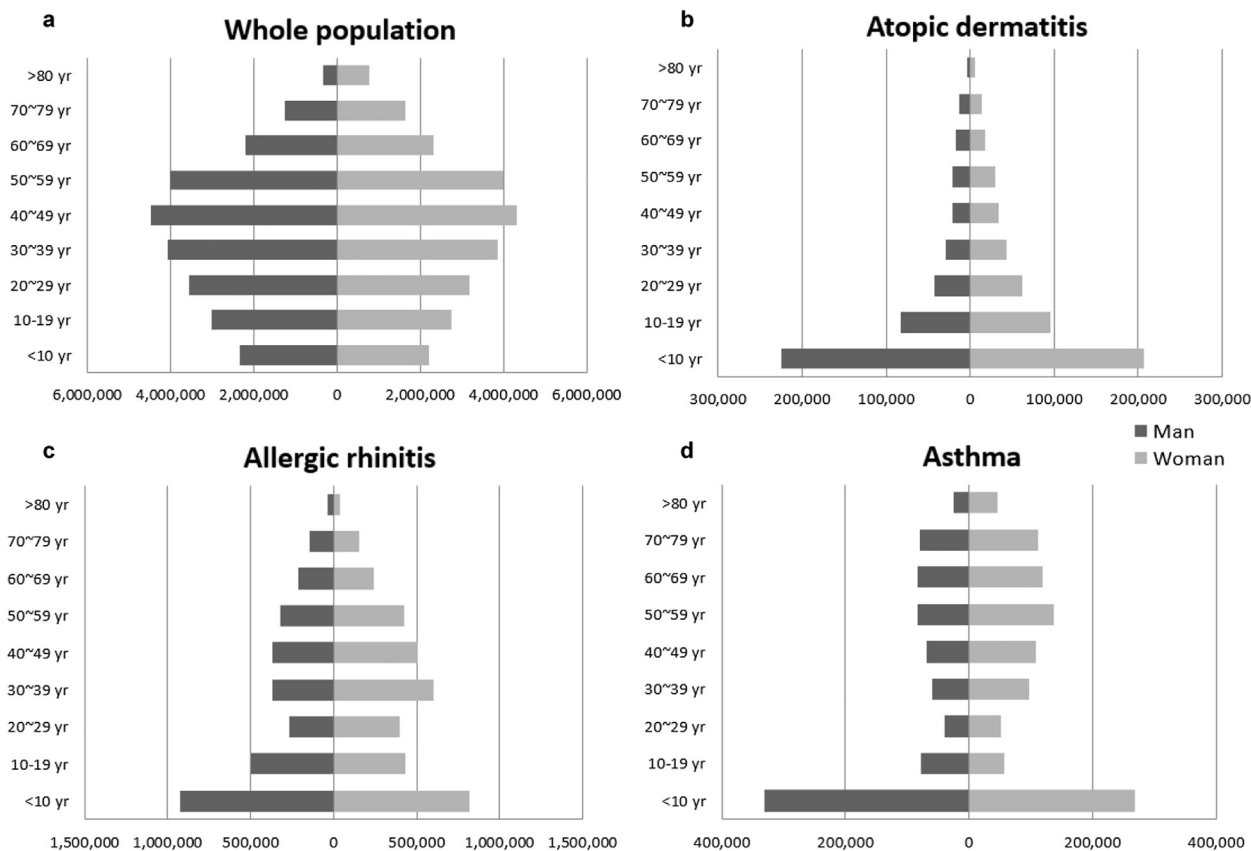 a
Whole population
>80 yr
70~79 yr
60~69 yr
50~59 yr
40~49 yr
30~39 yr
20~29 yr
10-19 yr
<10 yr
6,000,000 4,000,000 2,000,000 0 2,000,000 4,000,000 6,000,000
b
Atopic dermatitis
>80 yr
70~79 yr
60~69 yr
50~59 yr
40~49 yr
30~39 yr
20~29 yr
10-19 yr
<10 yr
300,000 200,000 100,000 0 100,000 200,000 300,000
Man
Woman
c
Allergic rhinitis
>80 yr
70~79 yr
60~69 yr
50~59 yr
40~49 yr
30~39 yr
20~29 yr
10-19 yr
<10 yr
1,500,000 1,000,000 500,000 0 500,000 1,000,000 1,500,000
d
Asthma
>80 yr
70~79 yr
60~69 yr
50~59 yr
40~49 yr
30~39 yr
20~29 yr
10-19 yr
<10 yr
400,000 200,000 0 200,000 400,000